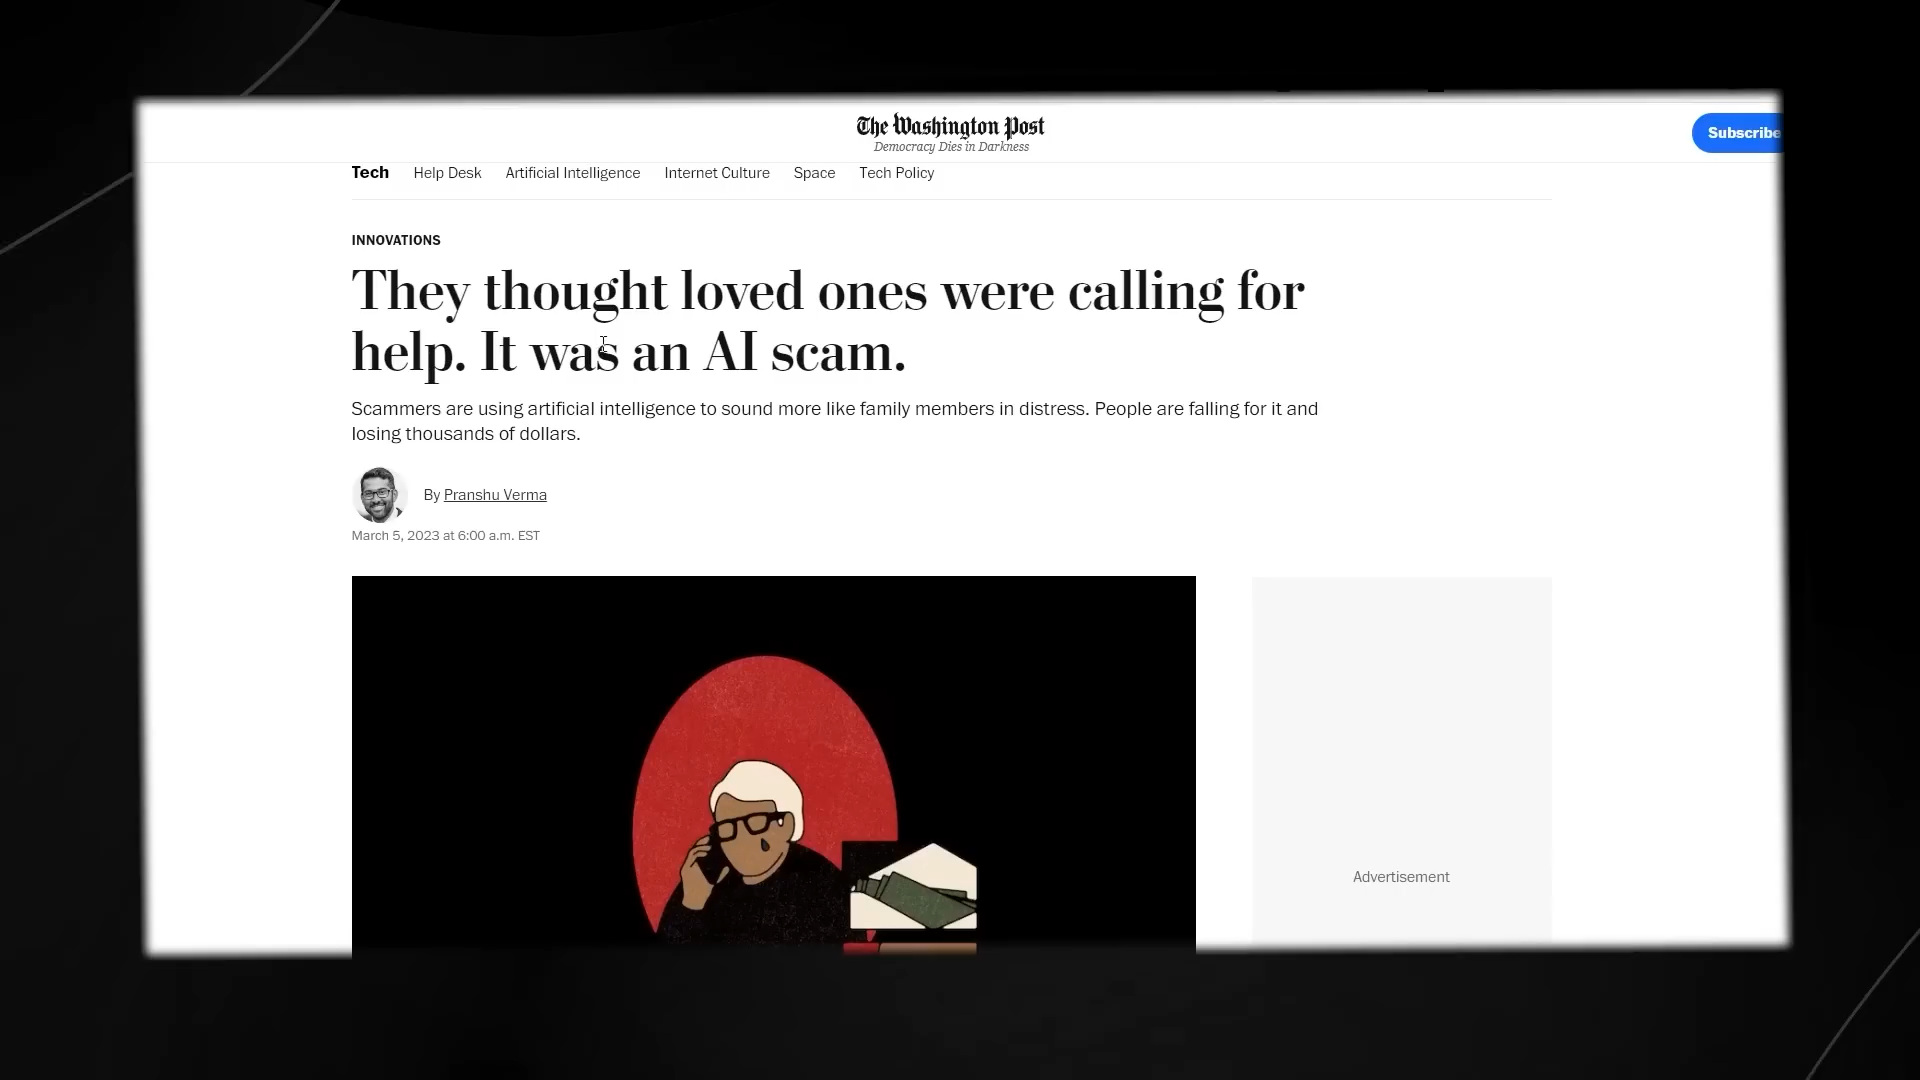 The Washington Post
Democracy Dies in Darkness
Subscribe
Tech Help Desk Artificial Intelligence Internet Culture Space Tech Policy
INNOVATIONS
They thought loved ones were calling for
help. It was an AI scam.
Scammers are using artificial intelligence to sound more like family members in distress. People are falling for it and
losing thousands of dollars.
By Pranshu Verma
March 5, 2023 at 6:00 a.m. EST
Advertisement